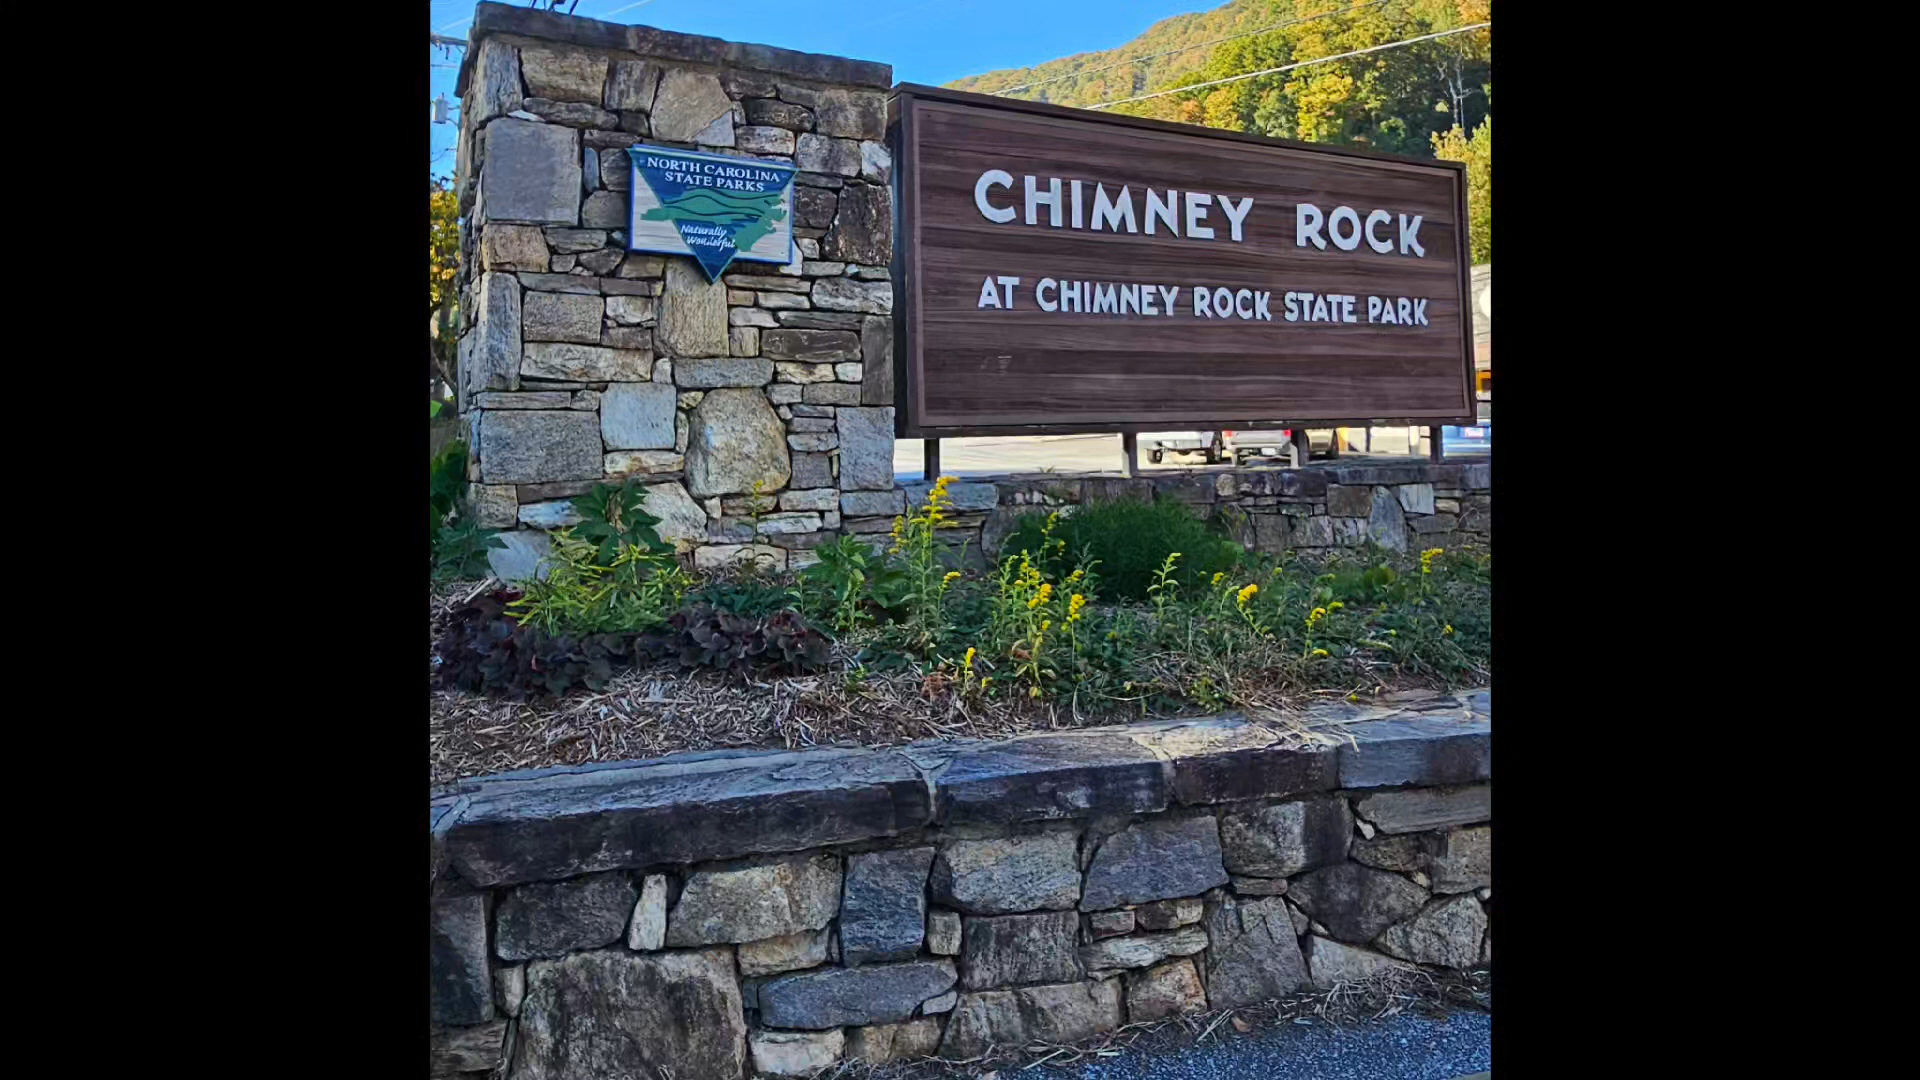 NORTH CAROLINA
STATE PARKS
Naturally
Wonderful
CHIMNEY ROCK
AT CHIMNEY ROCK STATE PARK